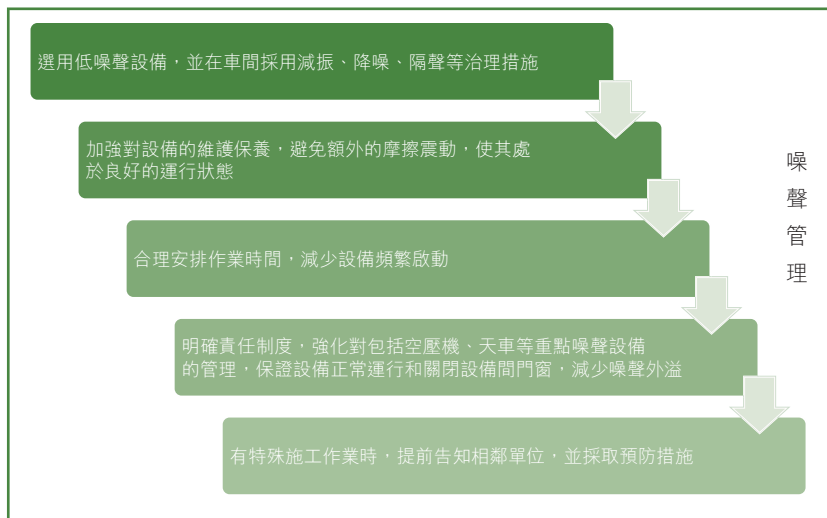 選用低噪聲設備，並在車間採用減振、降噪、隔聲等治理措施
加強對設備的維護保養，避免額外的摩擦震動，使其處
於良好的運行狀態
合理安排作業時間，減少設備頻繁啟動
明確責任制度，強化對包括空壓機、天車等重點噪聲設備
的管理，保證設備正常運行和關閉設備間門窗，減少噪聲外溢
有特殊施工作業時，提前告知相鄰單位，並採取預防措施
噪聲管理